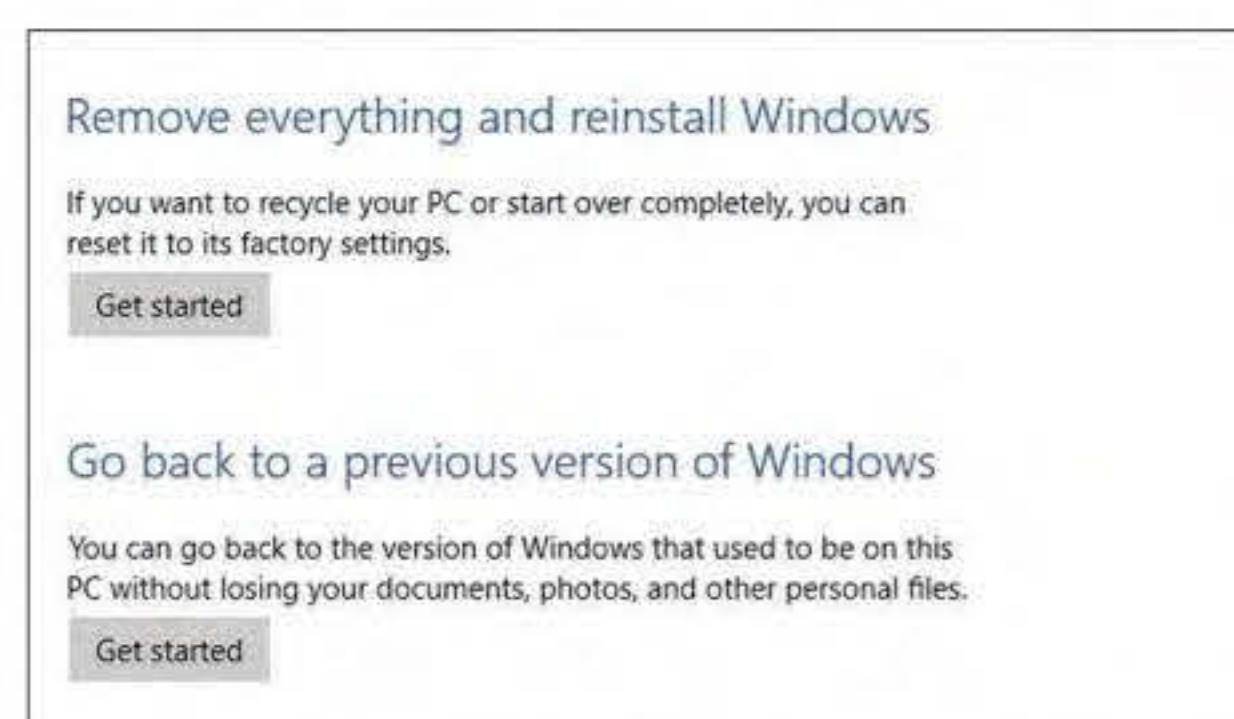 Remove everything and reinstall Windows
If you want to recycle your PC or start over completely, you can
reset it to its factory settings.
Get started
Go back to a previous version of Windows
You can go back to the version of Windows that used to be on this
PC without losing your documents, photos, and other personal files.
Get started